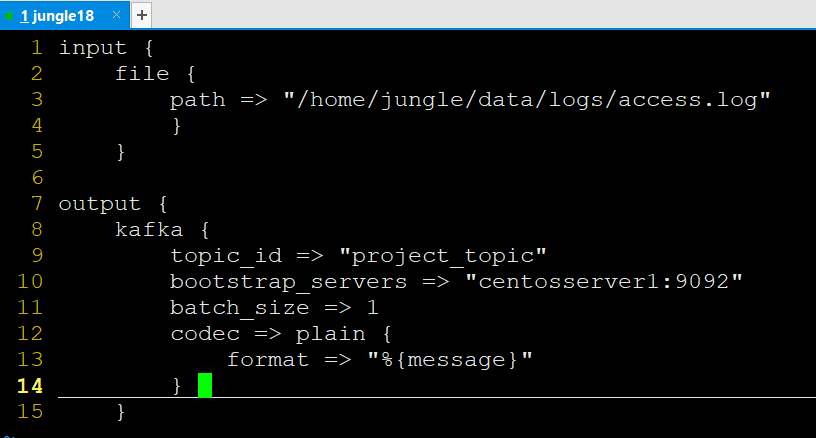 1 jungle18 × +
1 input {
2     file {
3         path => "/home/jungle/data/logs/access.log"
4         }
5     }
6
7 output {
8     kafka {
9         topic_id => "project_topic"
10         bootstrap_servers => "centosserver1:9092"
11         batch_size => 1
12         codec => plain {
13             format => "%{message}"
14         }
15     }